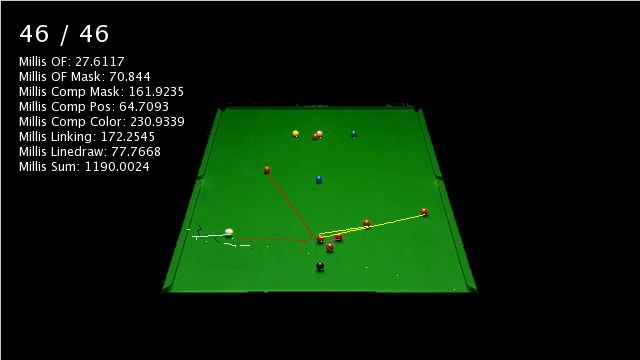 46 / 46
Millis OF: 27.6117
Millis OF Mask: 70.844
Millis Comp Mask: 161.9235
Millis Comp Pos: 64.7093
Millis Comp Color: 230.9339
Millis Linking: 172.2545
Millis Linedraw: 77.7668
Millis Sum: 1190.0024